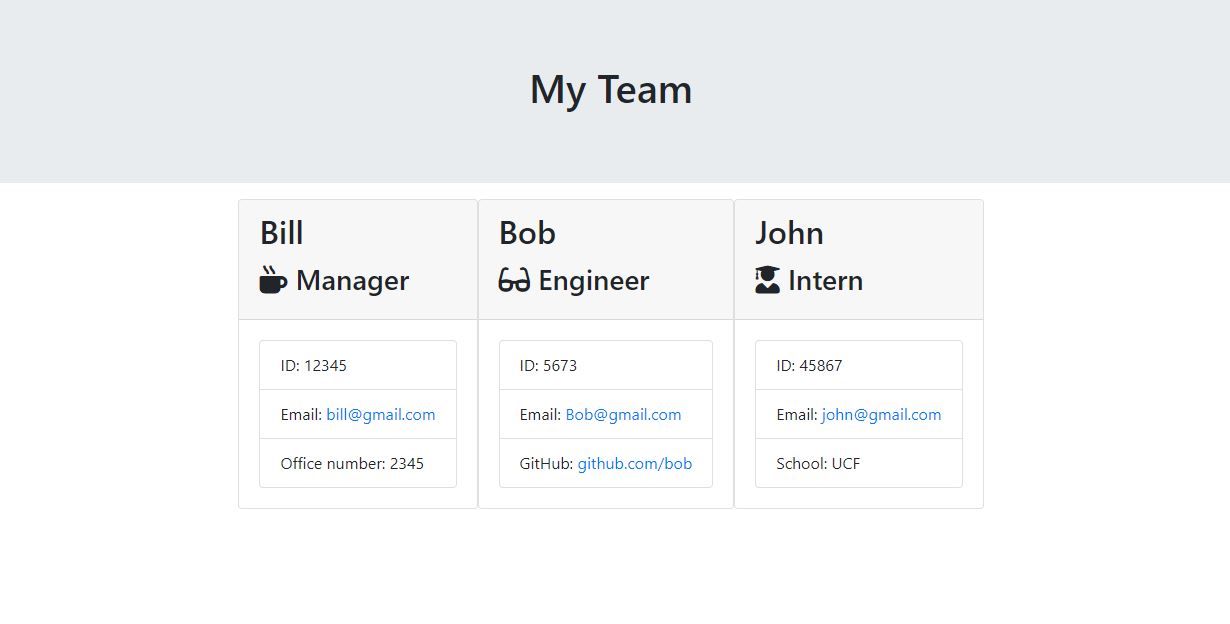 My Team
Bill
Manager
ID: 12345
Email: bill@gmail.com
Office number: 2345
Bob
Engineer
ID: 5673
Email: Bob@gmail.com
GitHub: github.com/bob
John
Intern
ID: 45867
Email: john@gmail.com
School: UCF